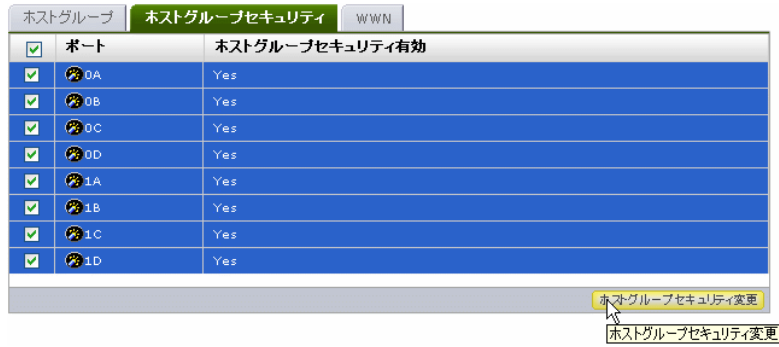 ホストグループ ホストグループセキュリティ WWN
ポート ホストグループセキュリティ有効
0A Yes
0B Yes
0C Yes
0D Yes
1A Yes
1B Yes
1C Yes
1D Yes
ホストグループセキュリティ変更
ホストグループセキュリティ変更